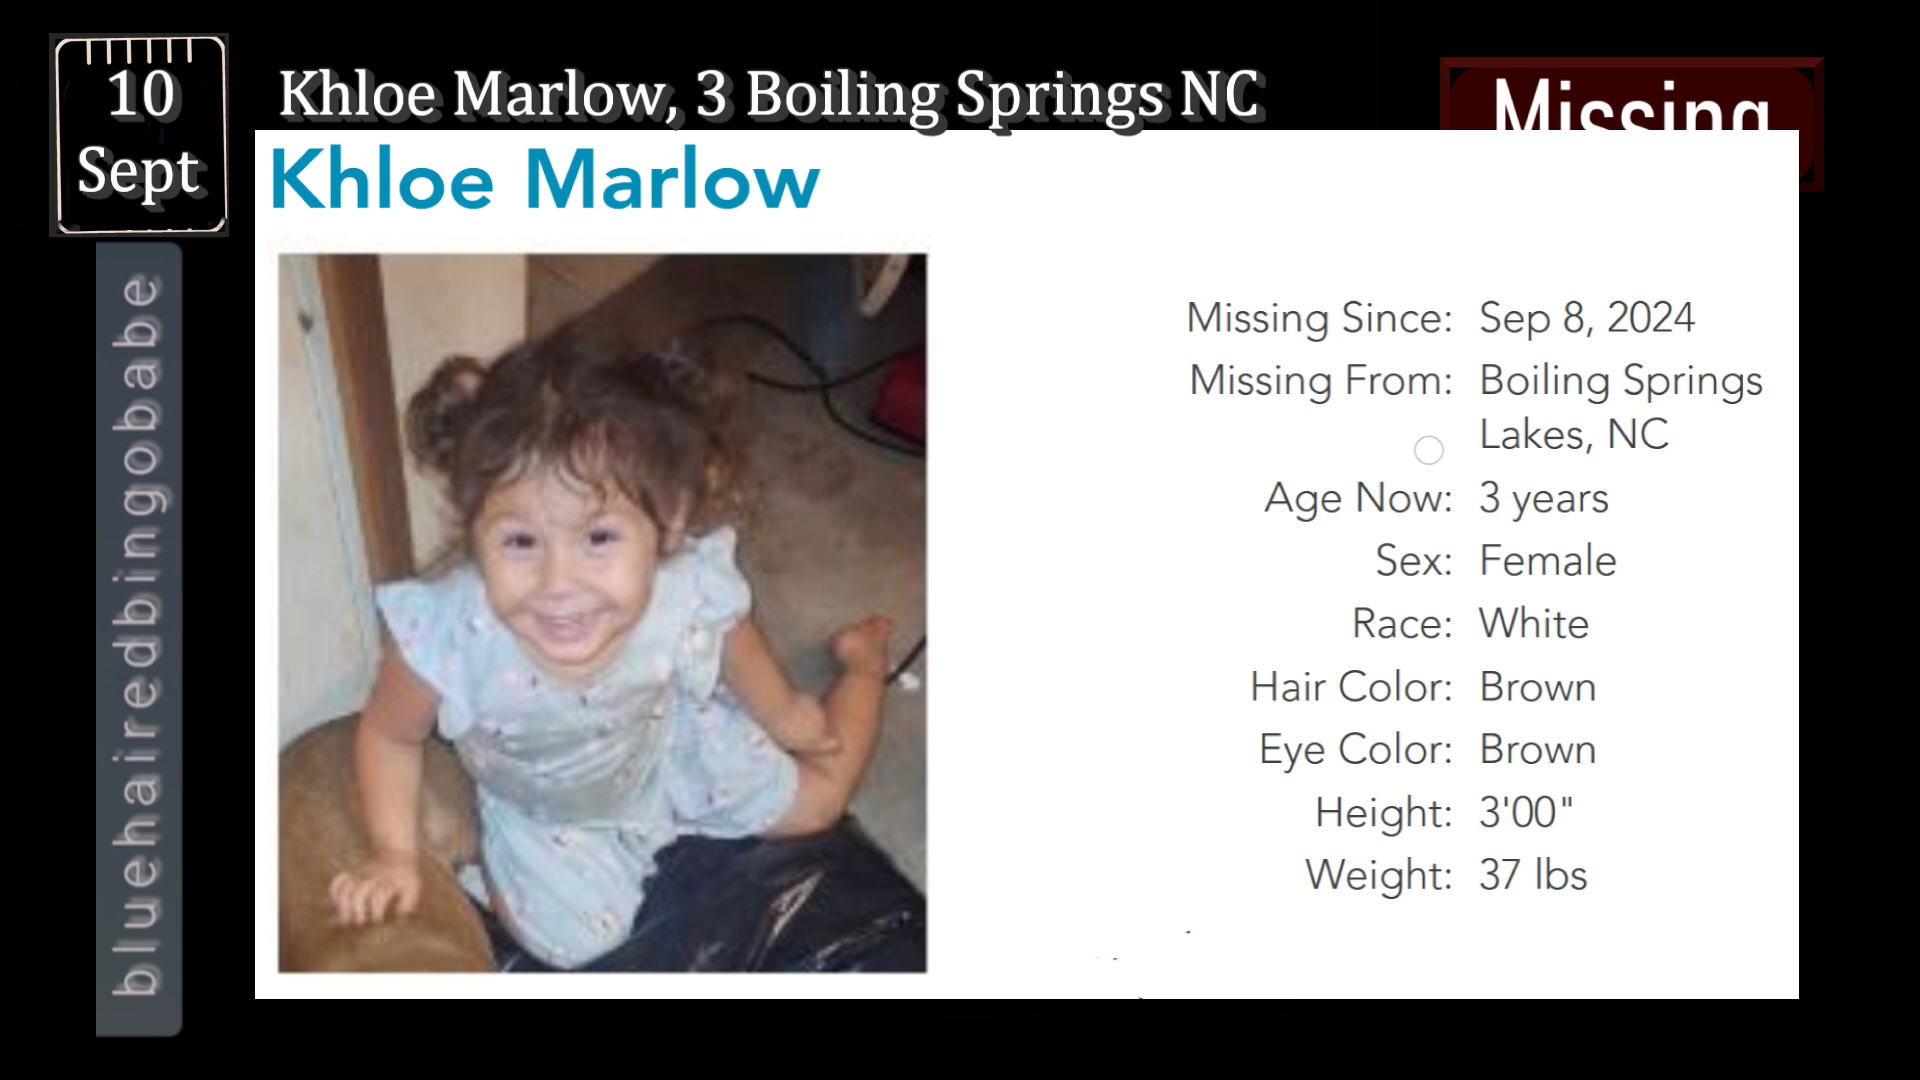 10
Sept
Khloe Marlow, 3 Boiling Springs NC
Missing
Khloe Marlow
Missing Since: Sep 8, 2024
Missing From: Boiling Springs
Lakes, NC
Age Now: 3 years
Sex: Female
Race: White
Hair Color: Brown
Eye Color: Brown
Height: 3'00"
Weight: 37 lbs
bluehairedbingobabe